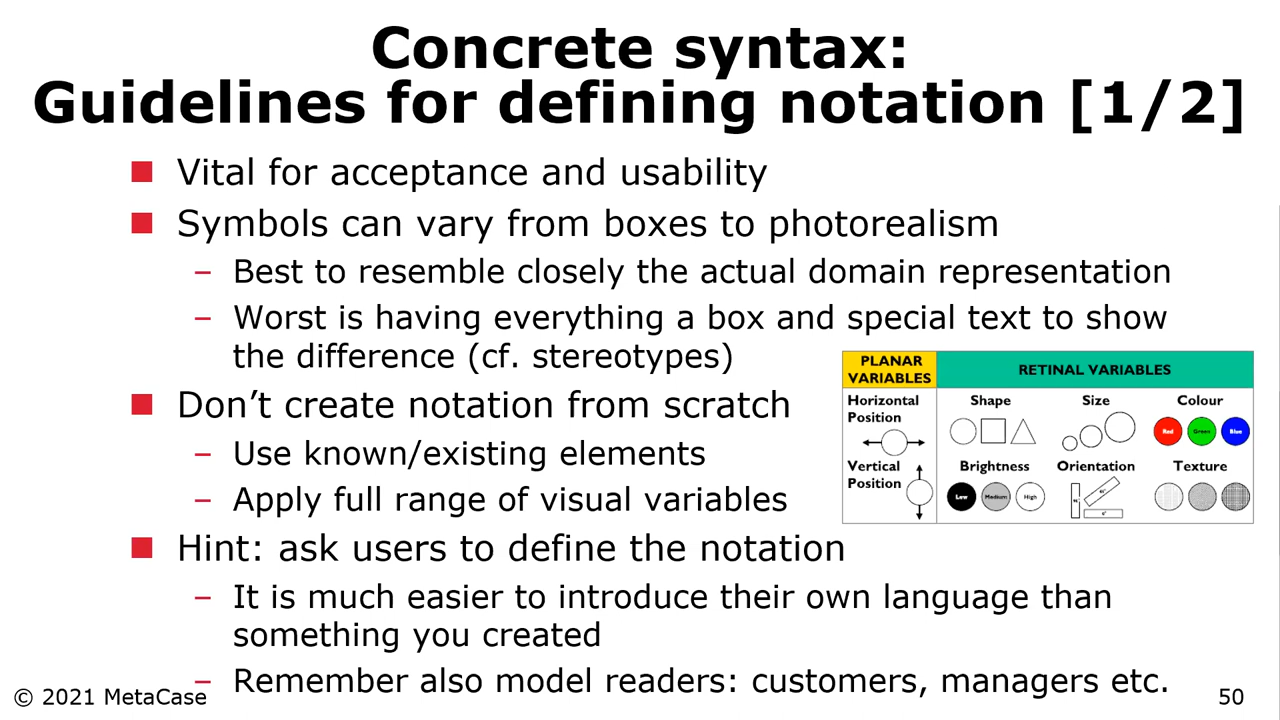 Concrete syntax:
Guidelines for defining notation [1/2]
■ Vital for acceptance and usability
■ Symbols can vary from boxes to photorealism
– Best to resemble closely the actual domain representation
– Worst is having everything a box and special text to show
the difference (cf. stereotypes)
■ Don’t create notation from scratch
– Use known/existing elements
– Apply full range of visual variables
PLANAR
VARIABLES
RETINAL VARIABLES
Horizontal
Position
Vertical
Position
Shape Size Colour
Red Green Blue
Brightness Orientation Texture
Low Medium High
■ Hint: ask users to define the notation
– It is much easier to introduce their own language than
something you created
– Remember also model readers: customers, managers etc.
© 2021 MetaCase
50